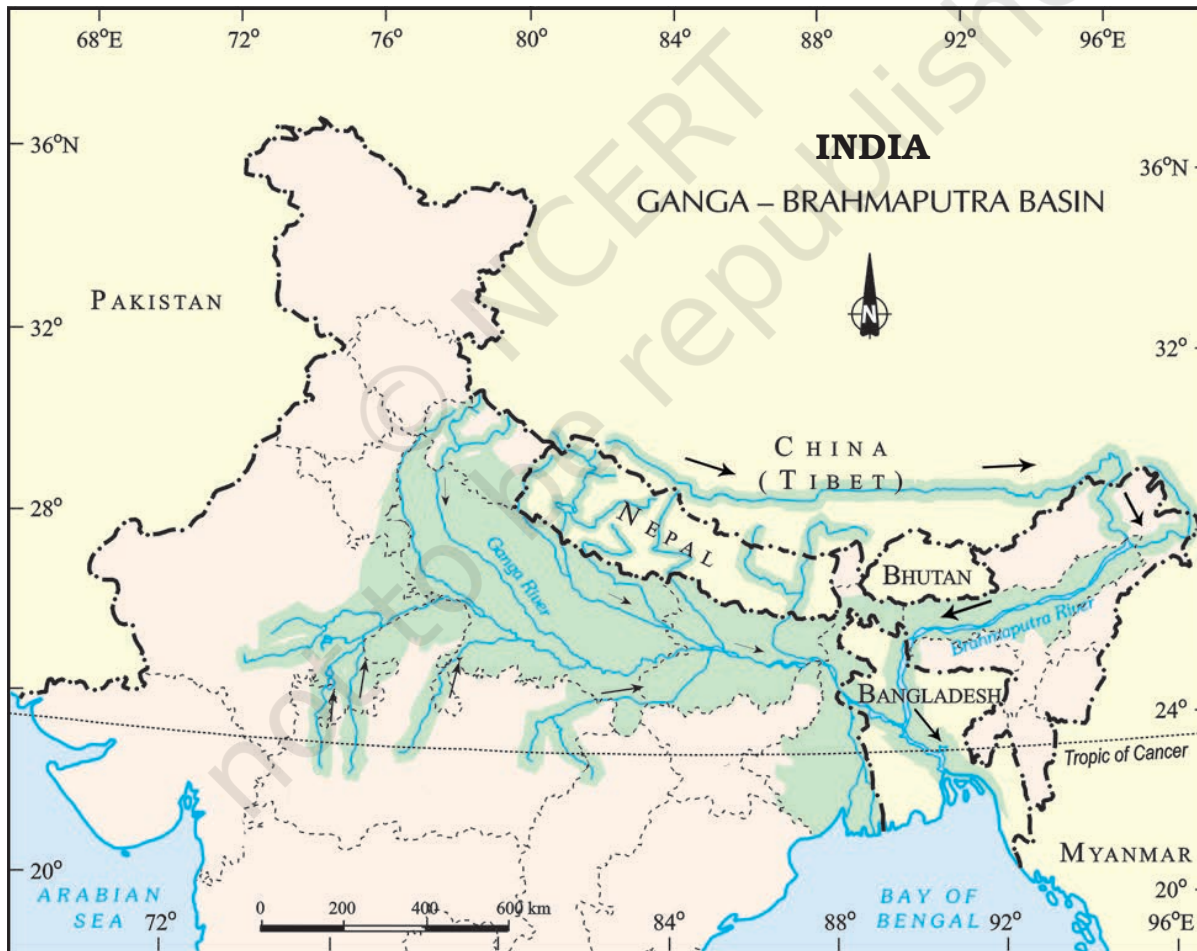 68°E 72° 76° 80° 84° 88° 92° 96°E
36°N
INDIA
36°N
GANGA – BRAHMAPUTRA BASIN
PAKISTAN
N
32°
32°
CHINA
(TIBET)
28°
28°
NEPAL
BHUTAN
Ganga River
Brahmaputra River
BANGLADESH
24°
24°
Tropic of Cancer
MYANMAR
20°
20°
ARABIAN
SEA
BAY OF
BENGAL
0 200 400 600 km
72° 84° 88° 92° 96°E
© NCERT
not to be republished